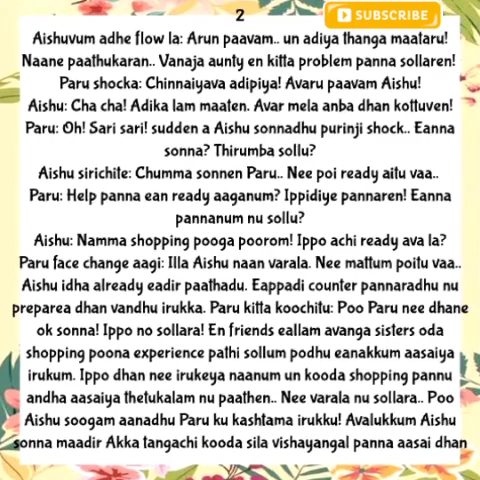 2
SUBSCRIBE
Aishuvum adhe flow la: Arun paavam.. un adiya thanga maataru!
Naane paathukaran.. Vanaja aunty en kitta problem panna sollaren!
Paru shocka: Chinnaiyava adipiya! Avaru paavam Aishu!
Aishu: Cha cha! Adika lam maaten. Avar mela anba dhan kottuven!
Paru: Oh! Sari sari! sudden a Aishu sonnadhu purinji shock.. Eanna
sonna? Thirumba sollu?
Aishu sirichite: Chumma sonnen Paru.. Nee poi ready aitu vaa..
Paru: Help panna ean ready aaganum? Ippidiye pannaren! Eanna
pannanum nu sollu?
Aishu: Namma shopping pooga poorom! Ippo achi ready ava la?
Paru face change aagi: Illa Aishu naan varala. Nee mattum poitu vaa..
Aishu idha already eadir paathadu. Eappadi counter pannaradhu nu
preparea dhan vandhu irukka. Paru kitta koochitu: Poo Paru nee dhane
ok sonna! Ippo no sollara! En friends eallam avanga sisters oda
shopping poona experience pathi sollum podhu eanakkum aasaiya
irukum. Ippo dhan nee irukeya naanum un kooda shopping pannu
andha aasaiya thetukalam nu paathen.. Nee varala nu sollara.. Poo
Aishu soogam aanadhu Paru ku kashtama irukku! Avalukkum Aishu
sonna maadir Akka tangachi kooda sila vishayangal panna aasai dhan